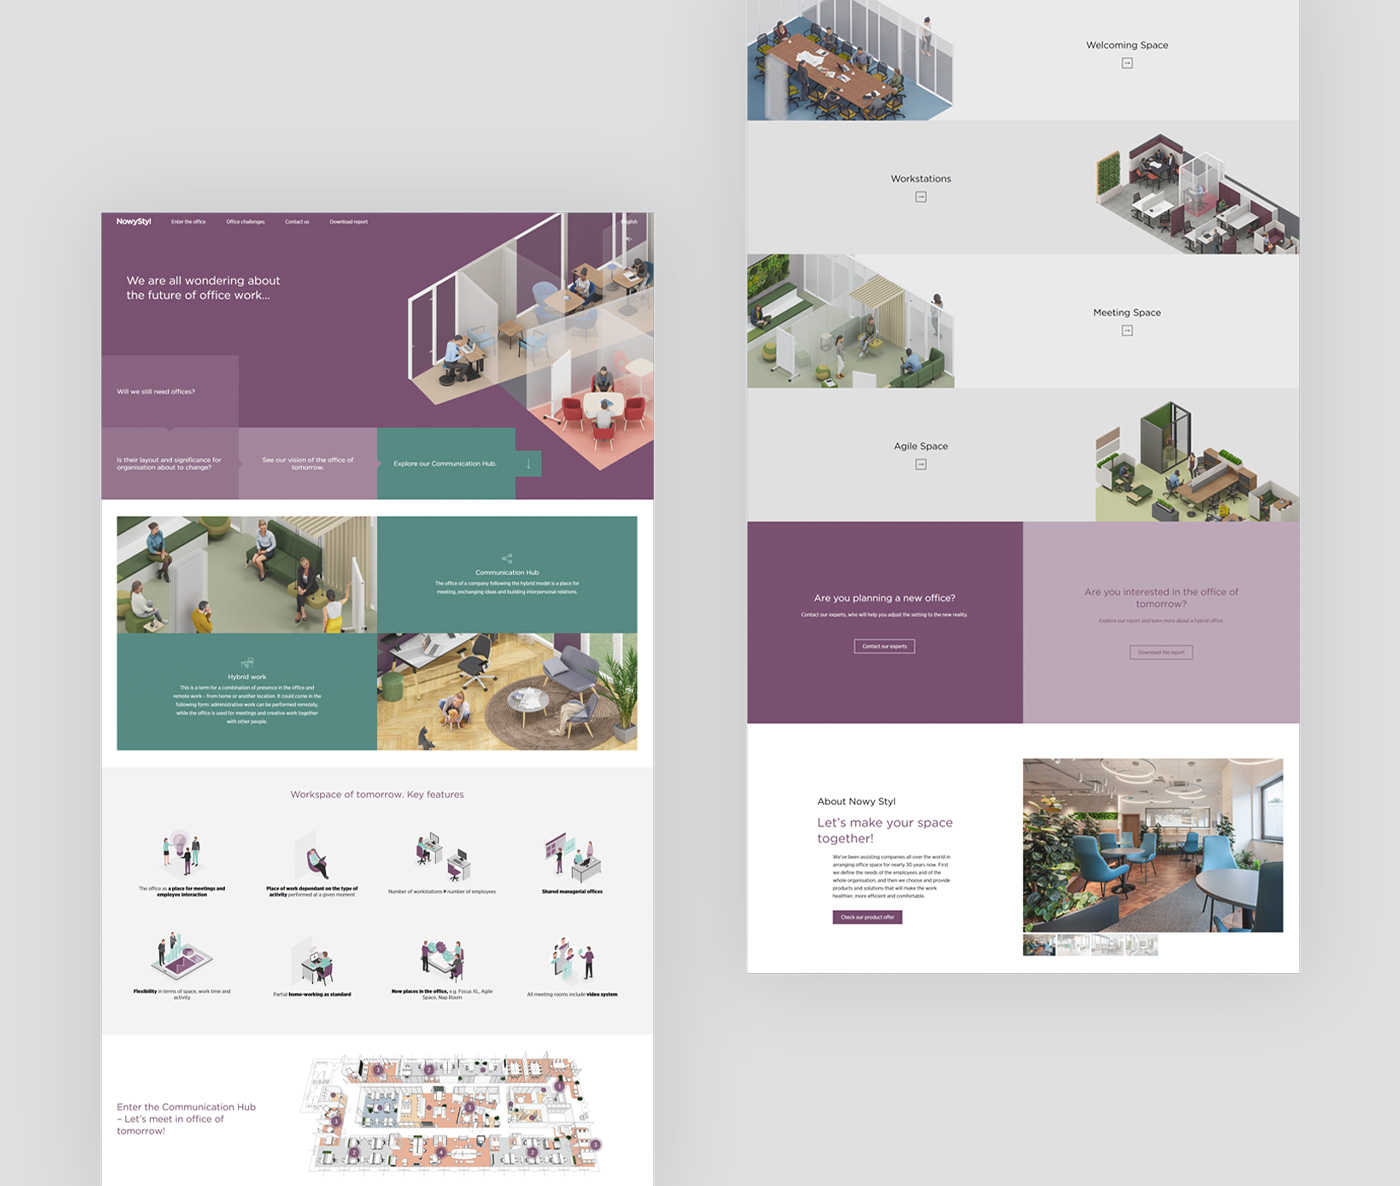 NowyStyl
Enter the office
Office challenges
Contact us
Download report
English
We are all wondering about
the future of office work...
Will we still need offices?
Is their layout and significance for
organisation about to change?
See our vision of the office of
tomorrow.
Explore our Communication Hub.
Communication Hub
The office of a company following the hybrid model is a place for
meeting, exchanging ideas and building interpersonal relations.
Hybrid work
This is a term for a combination of presence in the office and
remote work - from home or another location. It could come in the
following form: administrative work can be performed remotely,
while the office is used for meetings and creative work together
with other people.
Workspace of tomorrow. Key features
The office as a place for meetings and
employee interaction
Place of work dependant on the type of
activity performed at a given moment
Number of workstations ≠ number of employees
Shared managerial offices
Flexibility in terms of space, work time and
activity
Partial home-working as standard
New places in the office, e.g. Focus XL, Agile
Space, Nap Room
All meeting rooms include video system
Enter the Communication Hub
– Let's meet in office of
tomorrow!
Welcoming Space
Workstations
Meeting Space
Agile Space
Are you planning a new office?
Contact our experts, who will help you adjust the setting to the new reality.
Contact our experts
Are you interested in the office of
tomorrow?
Explore our report and learn more about a hybrid office.
Download the report
About Nowy Styl
Let's make your space
together!
We've been assisting companies all over the world in
arranging office space for nearly 30 years now. First
we define the needs of the employees and of the
whole organisation, and then we choose and provide
products and solutions that will make the work
healthier, more efficient and comfortable.
Check our product offer